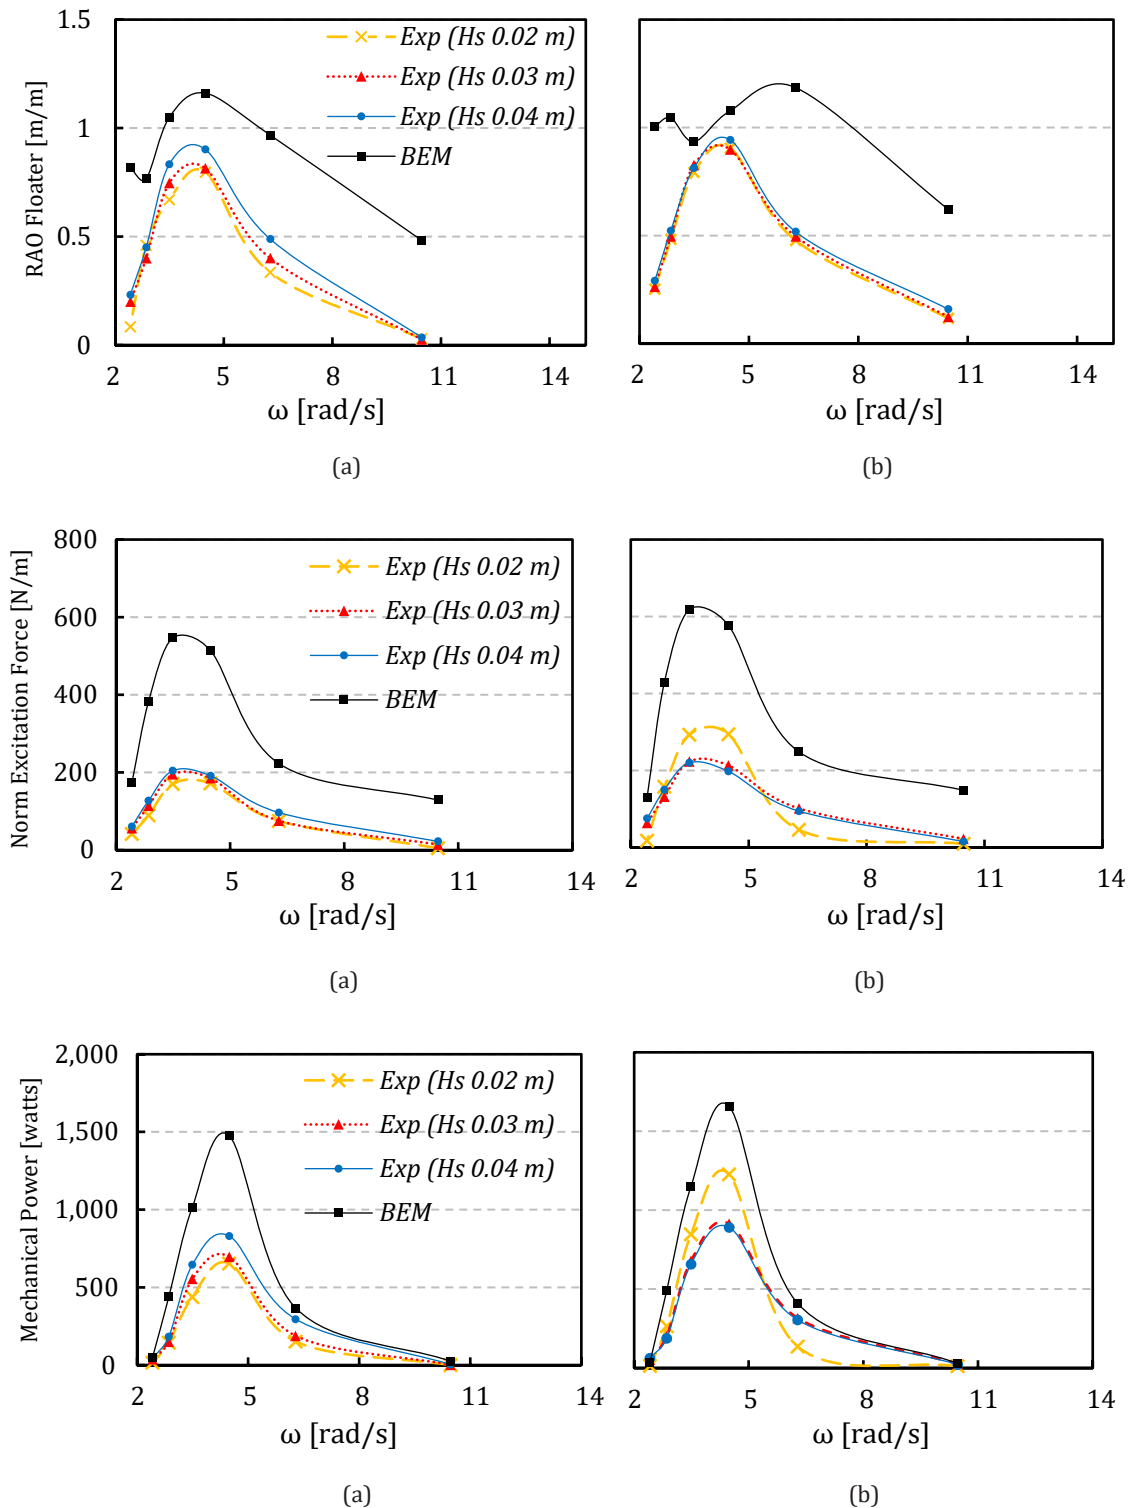 RAO Floater [m/m]
1.5
1
0.5
0
Exp (Hs 0.02 m)
Exp (Hs 0.03 m)
Exp (Hs 0.04 m)
BEM
2 5 8 11 14
ω [rad/s]
(a)
2 5 8 11 14
ω [rad/s]
(b)
Norm Excitation Force [N/m]
800
600
400
200
0
Exp (Hs 0.02 m)
Exp (Hs 0.03 m)
Exp (Hs 0.04 m)
BEM
2 5 8 11 14
ω [rad/s]
(a)
2 5 8 11 14
ω [rad/s]
(b)
Mechanical Power [watts]
2,000
1,500
1,000
500
0
Exp (Hs 0.02 m)
Exp (Hs 0.03 m)
Exp (Hs 0.04 m)
BEM
2 5 8 11 14
ω [rad/s]
(a)
2 5 8 11 14
ω [rad/s]
(b)